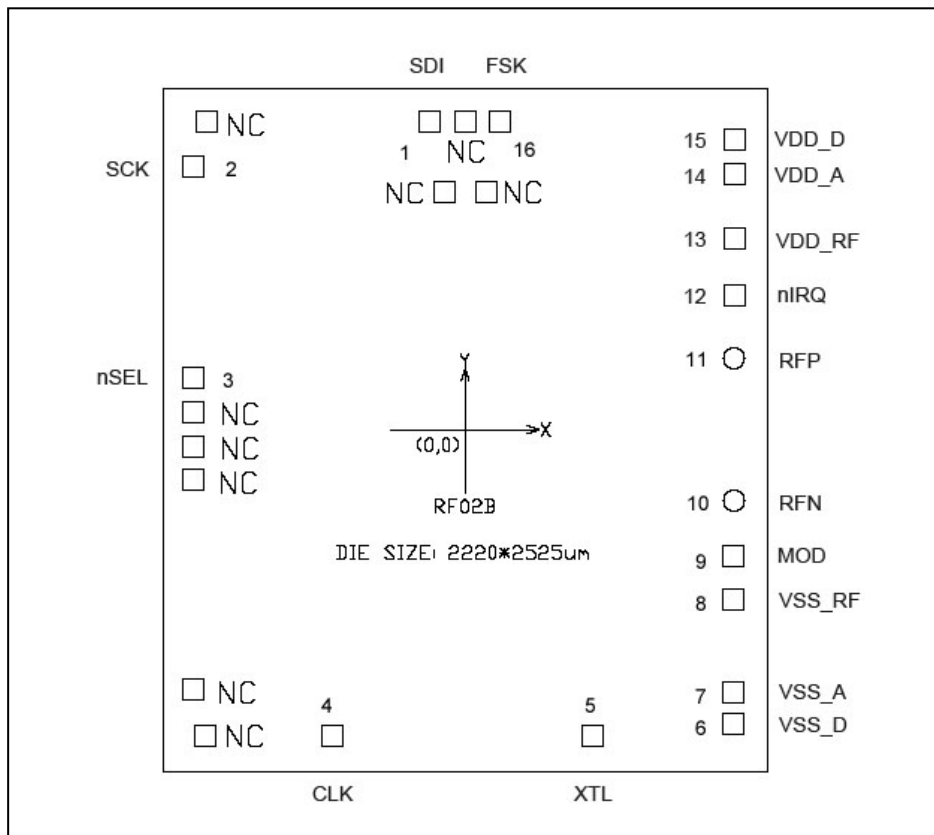 SDI FSK
NC
1 NC 16
SCK 2
NC NC
15 VDD_D
14 VDD_A
13 VDD_RF
12 nIRQ
11 RFP
nSEL 3
NC
NC
NC
Y
X
(0,0)
RF02B
DIE SIZE: 2220*2525um
10 RFN
9 MOD
8 VSS_RF
7 VSS_A
6 VSS_D
NC
NC
4
5
CLK XTL